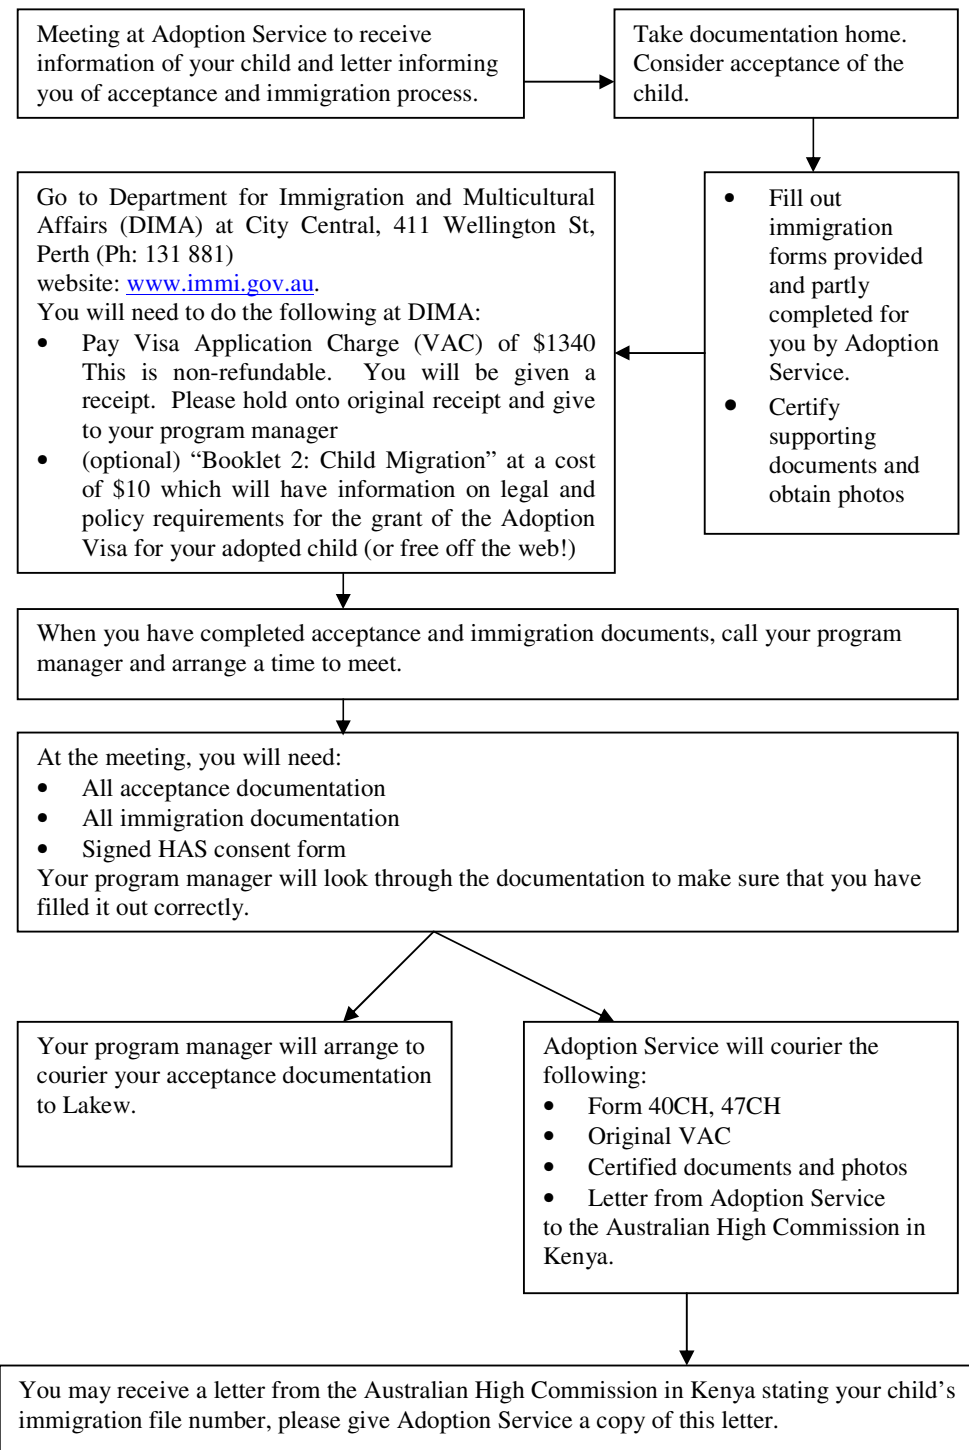 Meeting at Adoption Service to receive
information of your child and letter informing
you of acceptance and immigration process.
Take documentation home.
Consider acceptance of the
child.
• Fill out
immigration
forms provided
and partly
completed for
you by Adoption
Service.
• Certify
supporting
documents and
obtain photos
Go to Department for Immigration and Multicultural
Affairs (DIMA) at City Central, 411 Wellington St,
Perth (Ph: 131 881)
website: www.immi.gov.au.
You will need to do the following at DIMA:
• Pay Visa Application Charge (VAC) of $1340
This is non-refundable. You will be given a
receipt. Please hold onto original receipt and give
to your program manager
• (optional) “Booklet 2: Child Migration” at a cost
of $10 which will have information on legal and
policy requirements for the grant of the Adoption
Visa for your adopted child (or free off the web!)
When you have completed acceptance and immigration documents, call your program
manager and arrange a time to meet.
At the meeting, you will need:
• All acceptance documentation
• All immigration documentation
• Signed HAS consent form
Your program manager will look through the documentation to make sure that you have
filled it out correctly.
Your program manager will arrange to
courier your acceptance documentation
to Lakew.
Adoption Service will courier the
following:
• Form 40CH, 47CH
• Original VAC
• Certified documents and photos
• Letter from Adoption Service
to the Australian High Commission in
Kenya.
You may receive a letter from the Australian High Commission in Kenya stating your child’s
immigration file number, please give Adoption Service a copy of this letter.